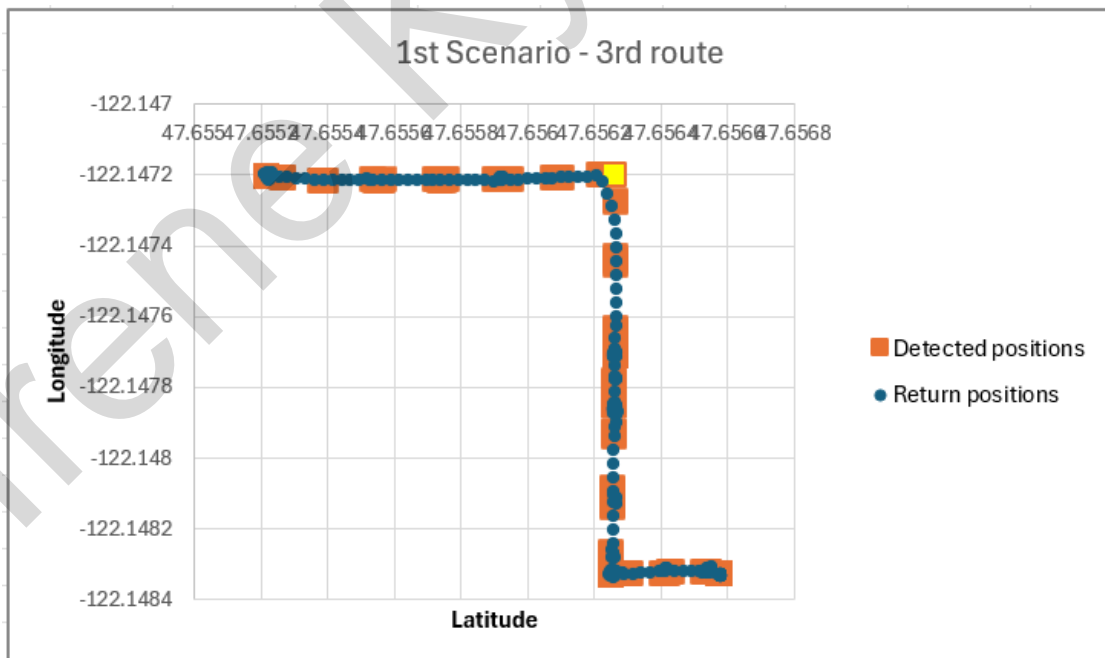 1st Scenario - 3rd route
-122.147
47.655 47.6552 47.6554 47.6556 47.6558 47.656 47.6562 47.6564 47.6566 47.6568
-122.1472
-122.1474
-122.1476
-122.1478
-122.148
-122.1482
-122.1484
Longitude
Latitude
Detected positions
Return positions